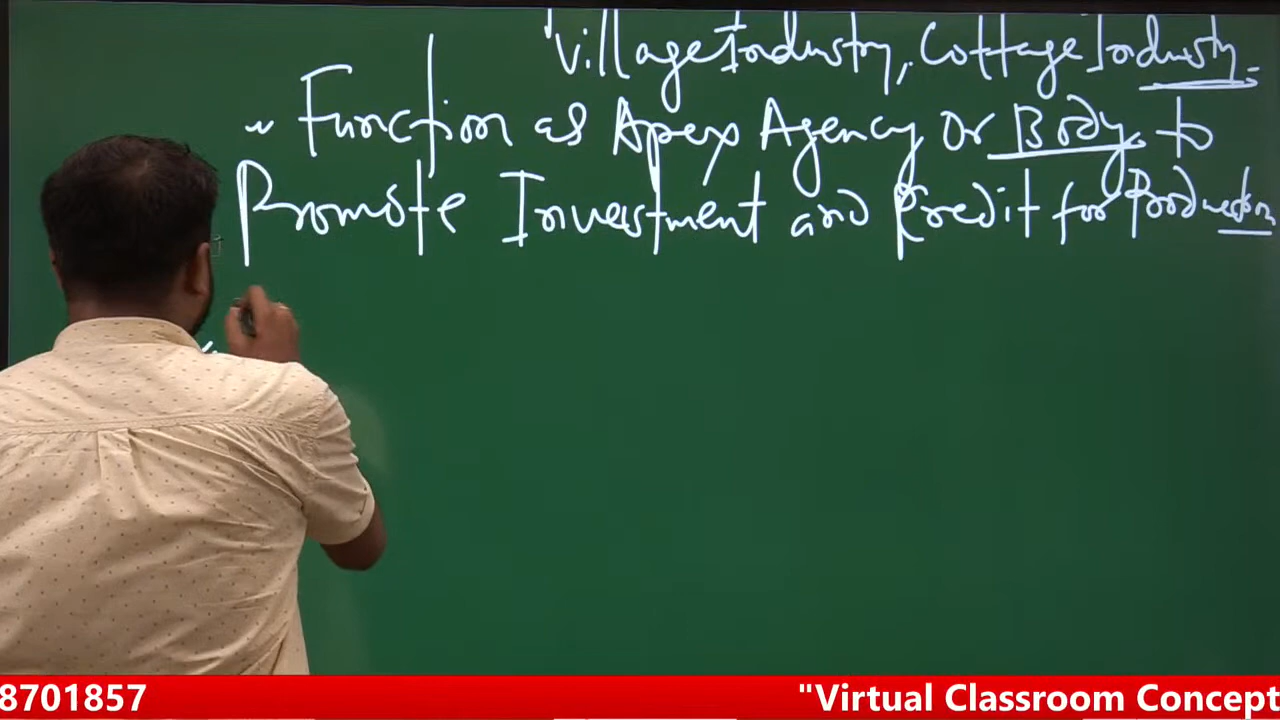 Village Industry, Cottage Industry.
Function as Apex Agency Or Body to
Promote Investment and Credit for Production
8701857
"Virtual Classroom Concept